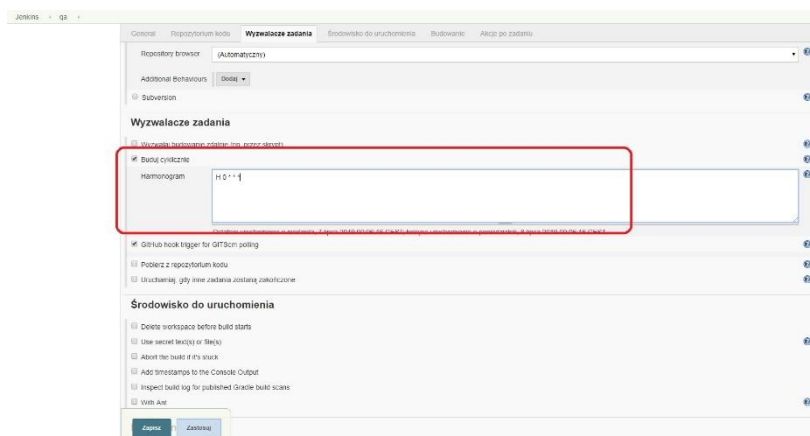 Jenkins › qa ›
General Repozytorium kodu Wyzwalacze zadania Środowisko do uruchomienia Budowanie Akcje po zadaniu
Repository browser (Automatyczny)
Additional Behaviours Dodaj
Subversion
Wyzwalacze zadania
Wyzwalaj budowanie zdalnie (np. przez skrypt)
Buduj cyklicznie
Harmonogram H 0 * * *
GitHub hook trigger for GITScm polling
Pobierz z repozytorium kodu
Uruchamiaj, gdy inne zadania zostaną zakończone
Środowisko do uruchomienia
Delete workspace before build starts
Use secret text(s) or file(s)
Abort the build if it's stuck
Add timestamps to the Console Output
Inspect build log for published Gradle build scans
With Ant
Zapisz Zastosuj